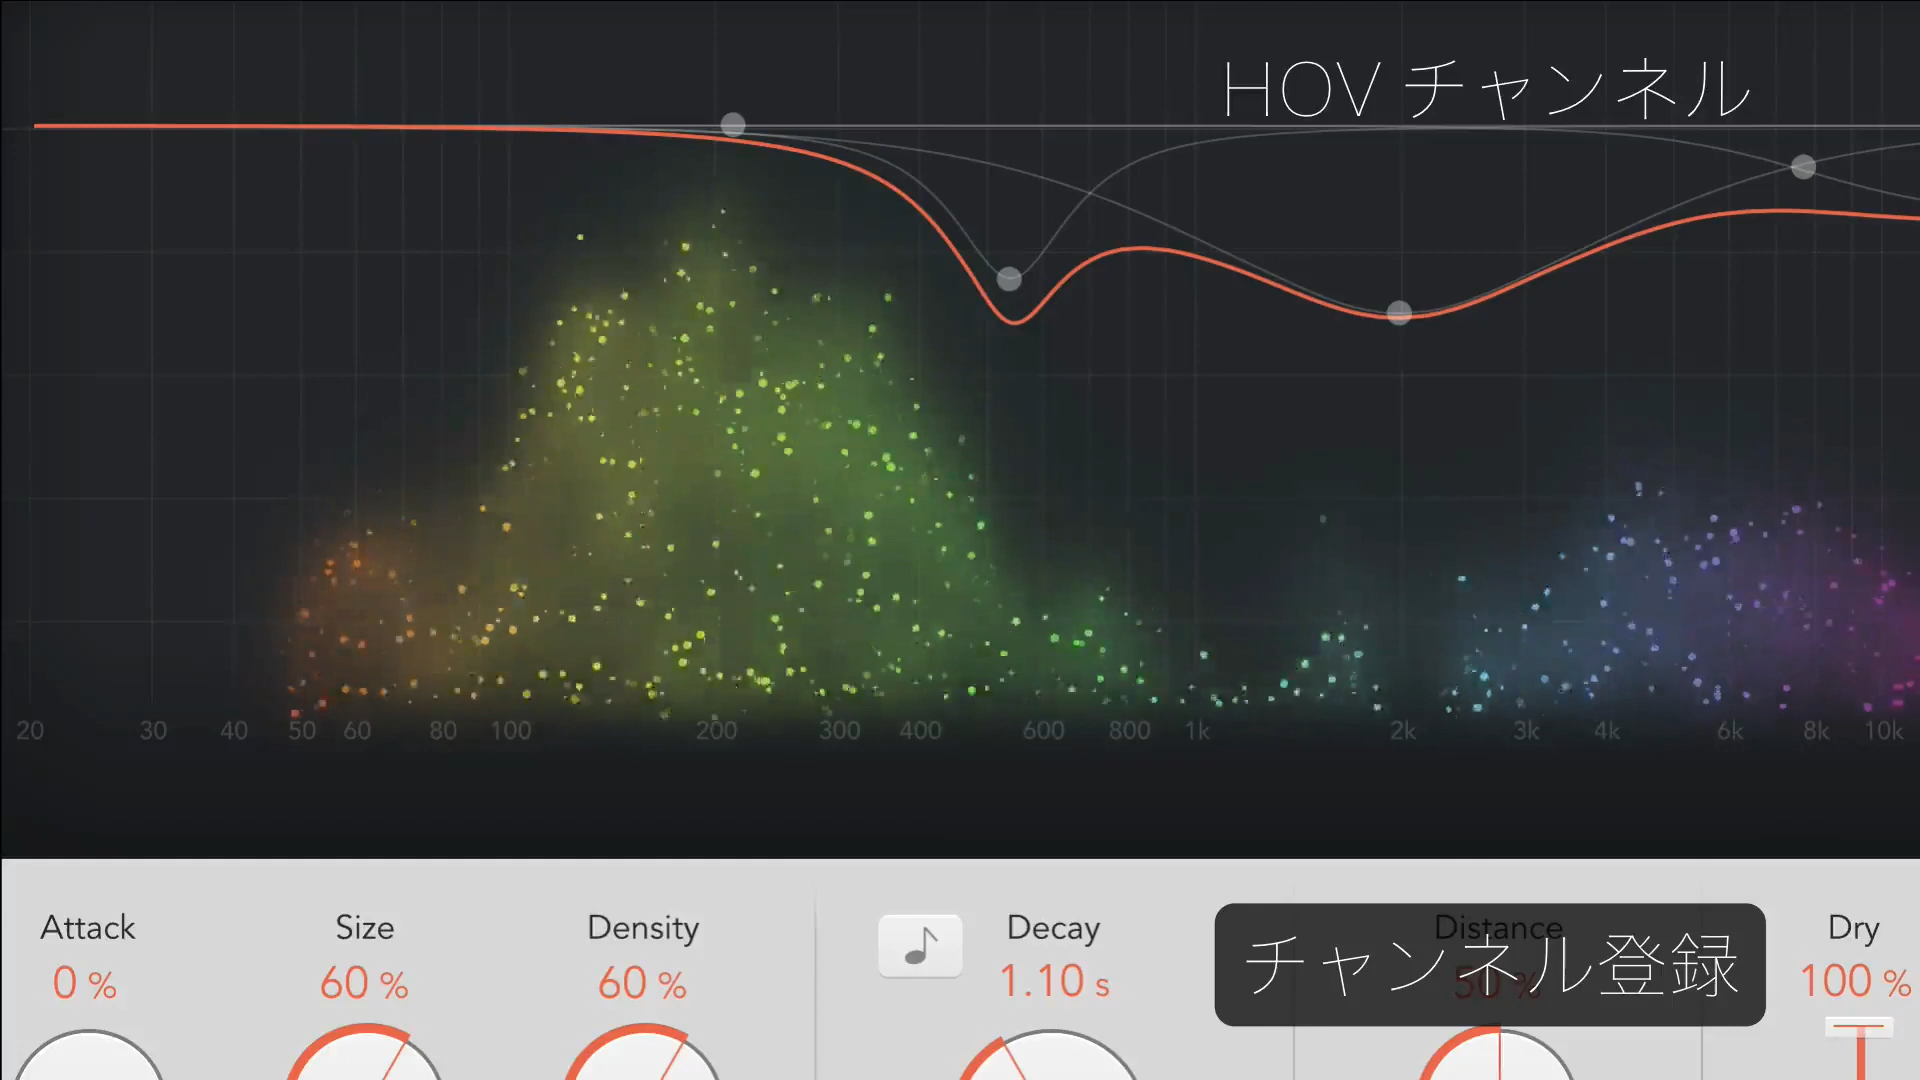 HOV チャンネル
20 30 40 50 60 80 100 200 300 400 600 800 1k 2k 3k 4k 6k 8k 10k
Attack Size Density Decay Distance Dry
0 % 60 % 60 % 1.10 s 50 % 100 %
チャンネル登録